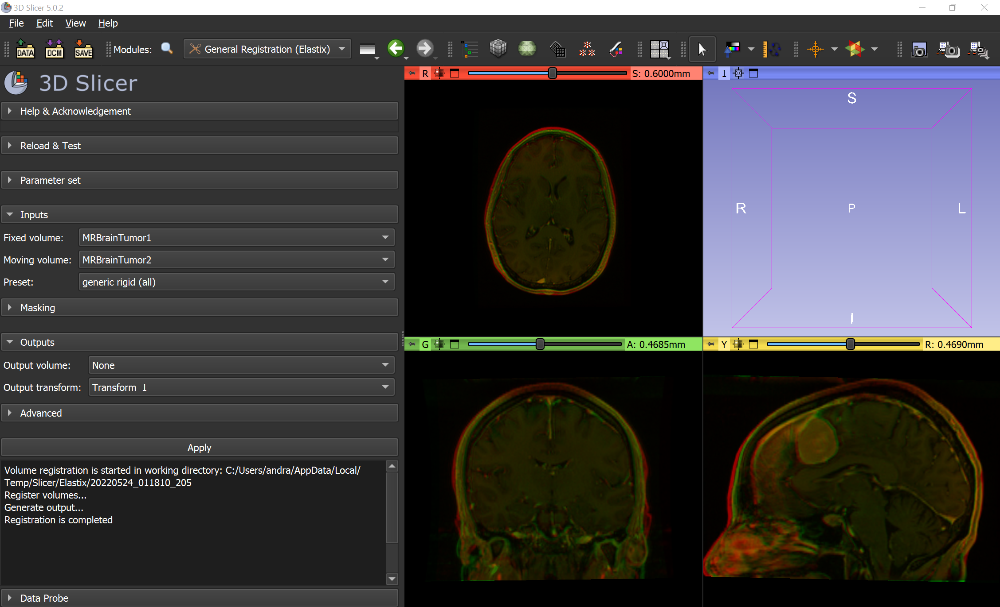 3D Slicer 5.0.2
File Edit View Help
DATA DCM SAVE Modules: General Registration (Elastix)
3D Slicer
Help & Acknowledgement
Reload & Test
Parameter set
Inputs
Fixed volume: MRBrainTumor1
Moving volume: MRBrainTumor2
Preset: generic rigid (all)
Masking
Outputs
Output volume: None
Output transform: Transform_1
Advanced
Apply
Volume registration is started in working directory: C:/Users/andra/AppData/Local/
Temp/Slicer/Elastix/20220524_011810_205
Register volumes...
Generate output...
Registration is completed
Data Probe
R S: 0.6000mm
1
S
R P L
I
G A: 0.4685mm
Y R: 0.4690mm